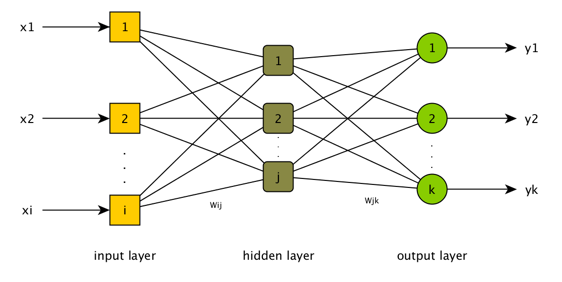 x1 1 1 y1
1
x2 2 2 2 y2
j
xi i k yk
Wij Wjk
input layer hidden layer output layer